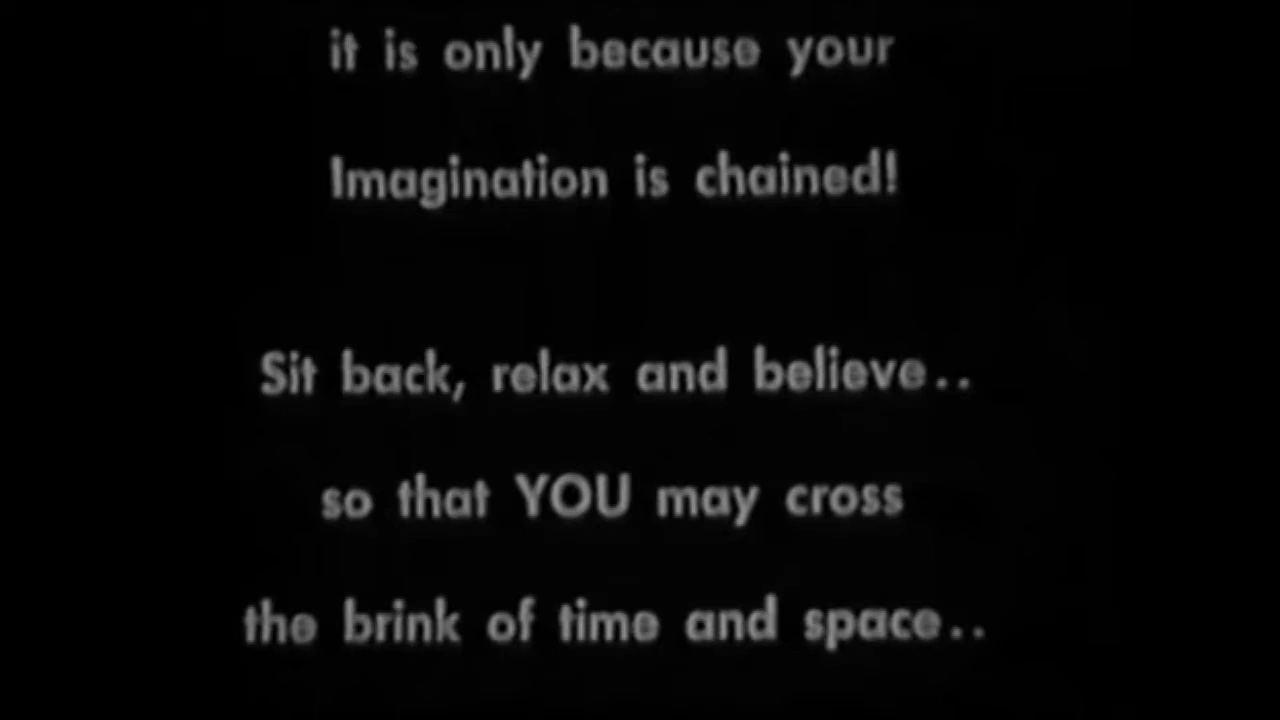 it is only because your
Imagination is chained!
Sit back, relax and believe..
so that YOU may cross
the brink of time and space..